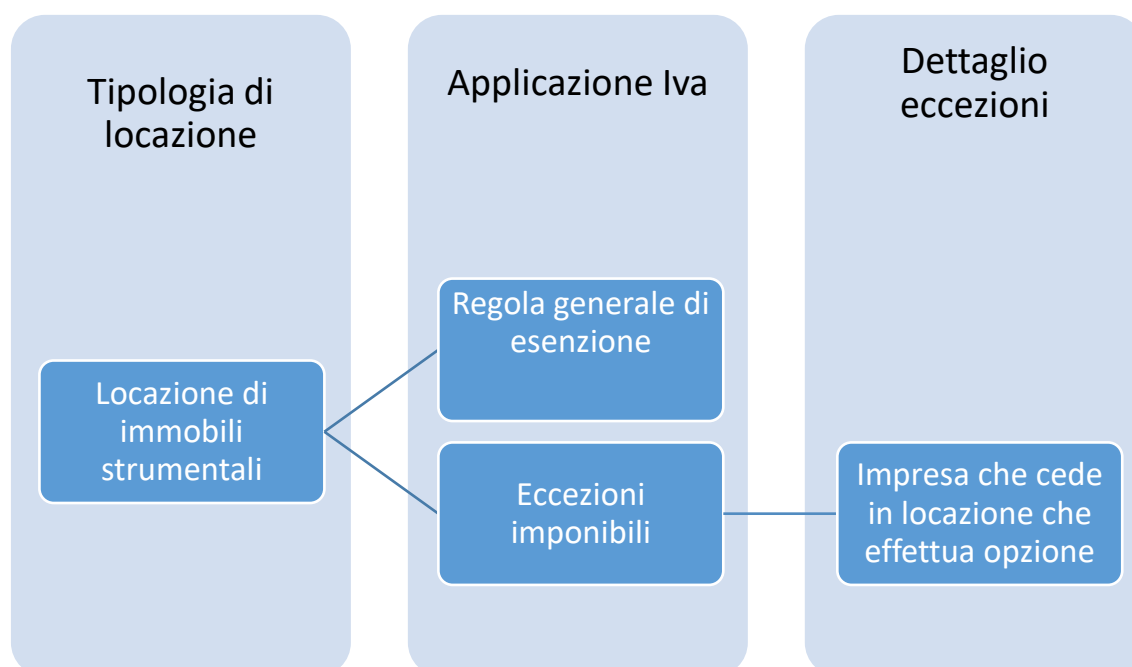 Tipologia di
locazione
Applicazione Iva
Dettaglio
eccezioni
Locazione di
immobili
strumentali
Regola generale di
esenzione
Eccezioni
imponibili
Impresa che cede
in locazione che
effettua opzione